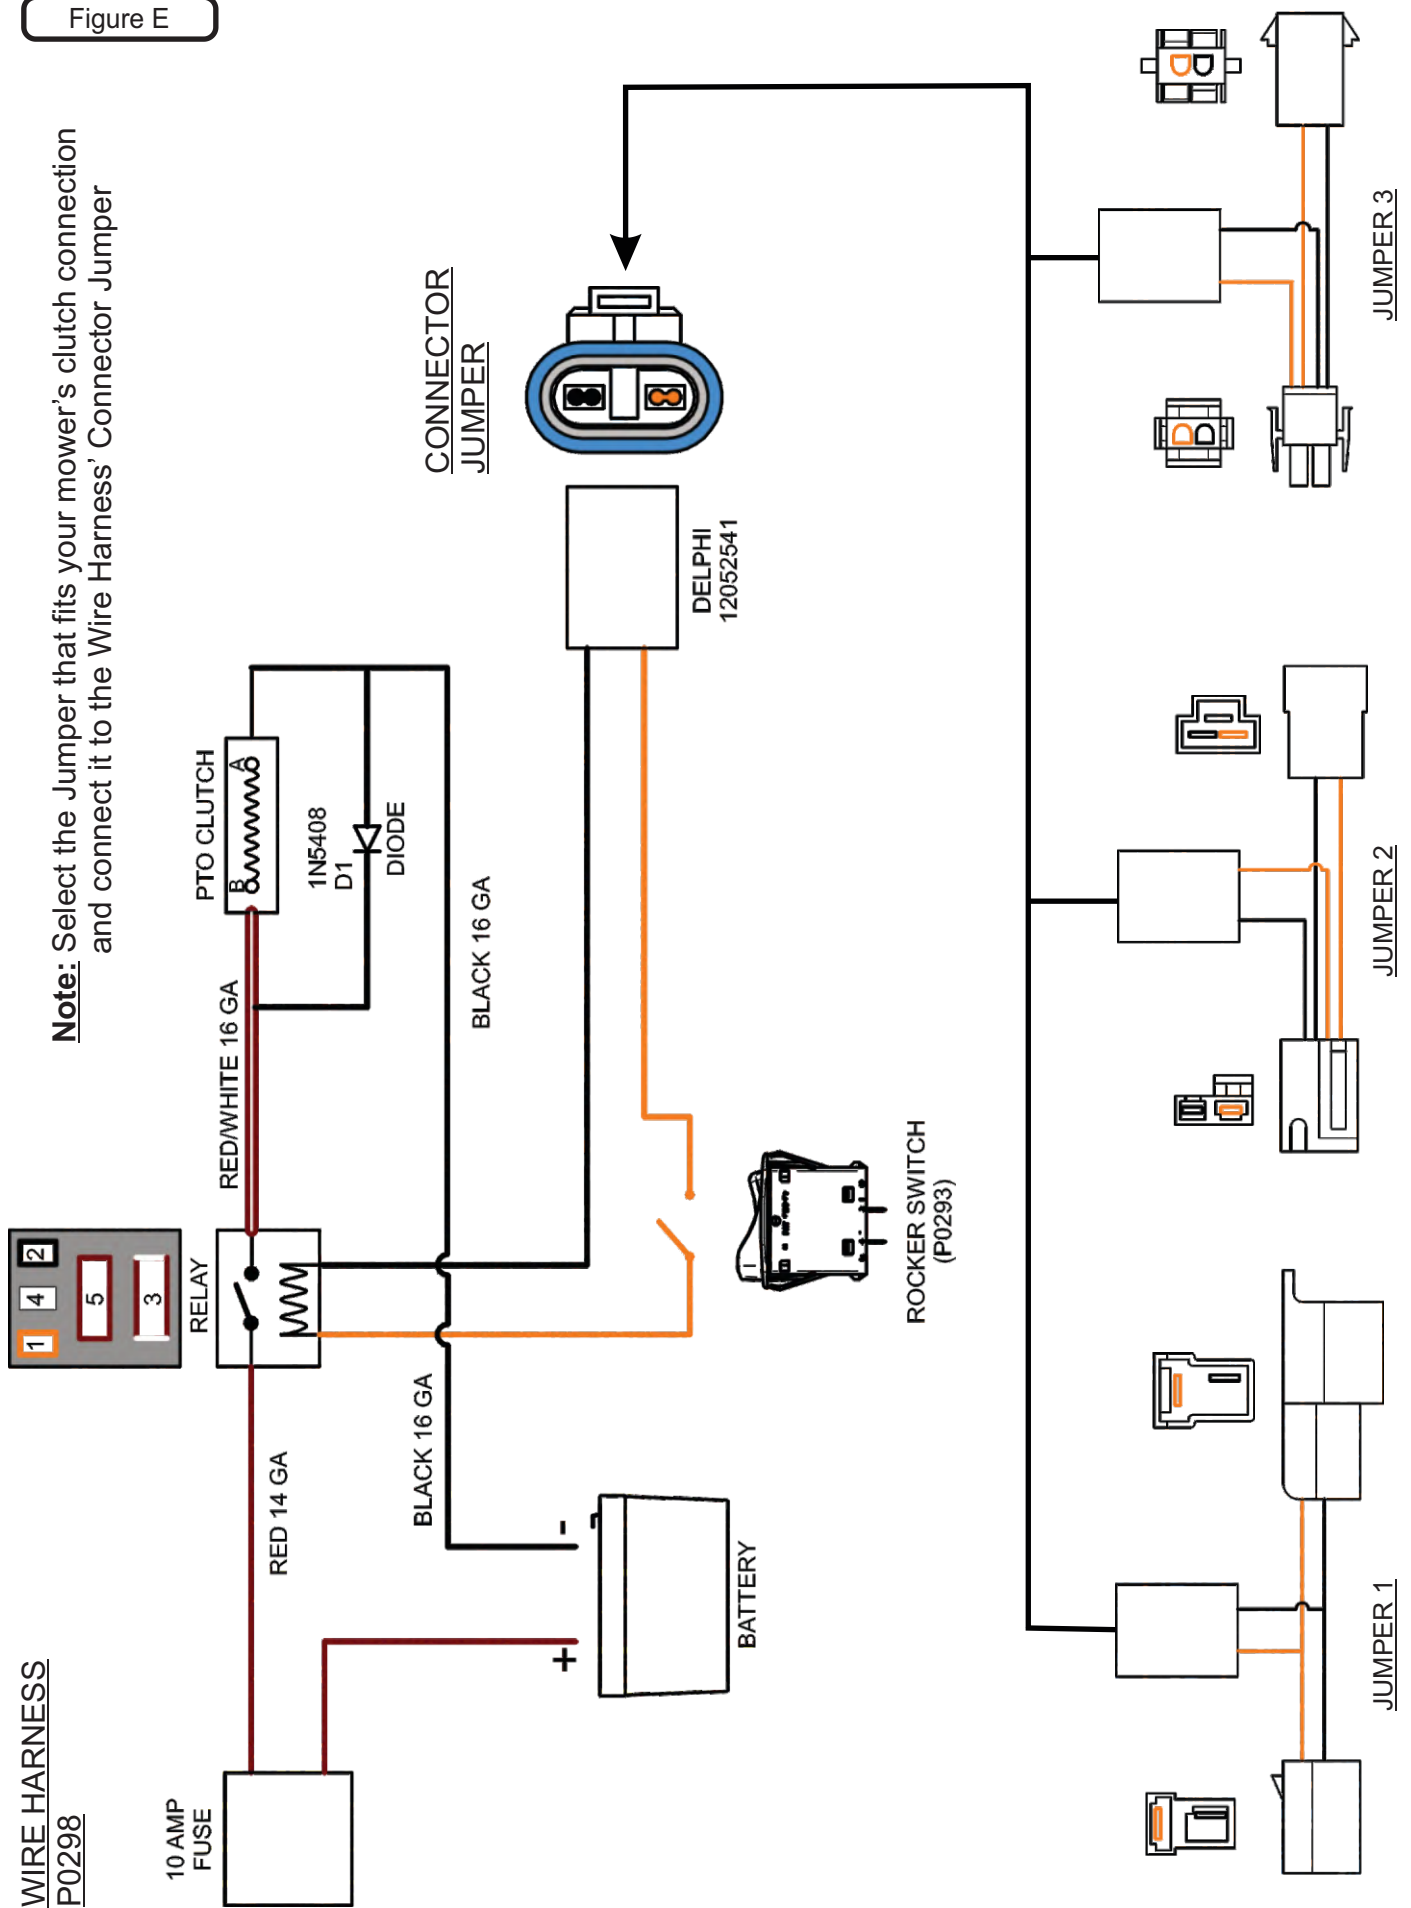 Figure E
WIRE HARNESS
P0298
Note: Select the Jumper that fits your mower's clutch connection
and connect it to the Wire Harness' Connector Jumper
10 AMP
FUSE
RED 14 GA
RELAY
1
4
2
5
3
RED/WHITE 16 GA
PTO CLUTCH
B
A
1N5408
D1
DIODE
BLACK 16 GA
BLACK 16 GA
+
-
BATTERY
ROCKER SWITCH
(P0293)
CONNECTOR
JUMPER
DELPHI
12052541
JUMPER 1
JUMPER 2
JUMPER 3